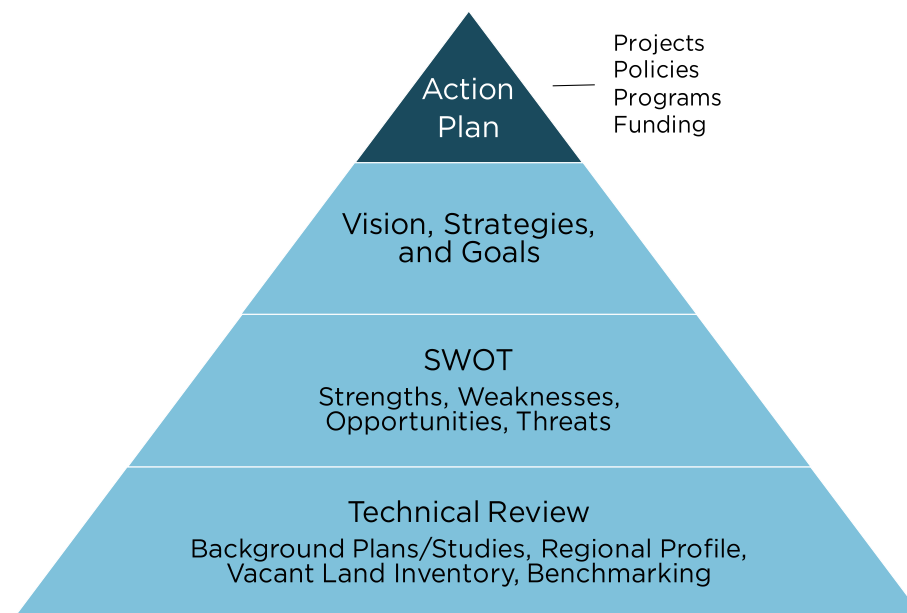 Action
Plan
Projects
Policies
Programs
Funding
Vision, Strategies,
and Goals
SWOT
Strengths, Weaknesses,
Opportunities, Threats
Technical Review
Background Plans/Studies, Regional Profile,
Vacant Land Inventory, Benchmarking